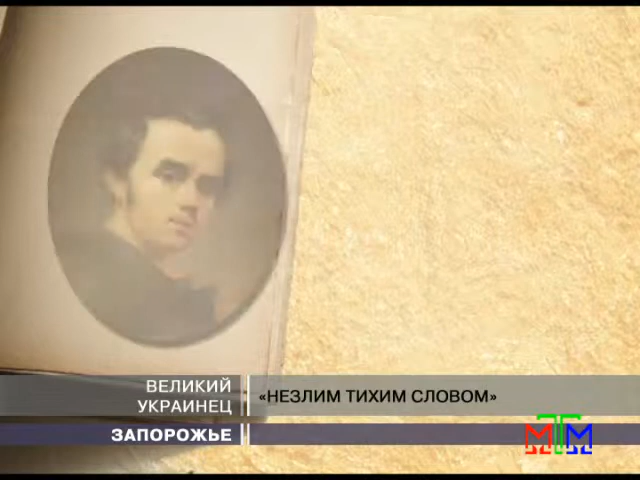 ВЕЛИКИЙ
УКРАИНЕЦ
«НЕЗЛИМ ТИХИМ СЛОВОМ»
ЗАПОРОЖЬЕ
МТМ